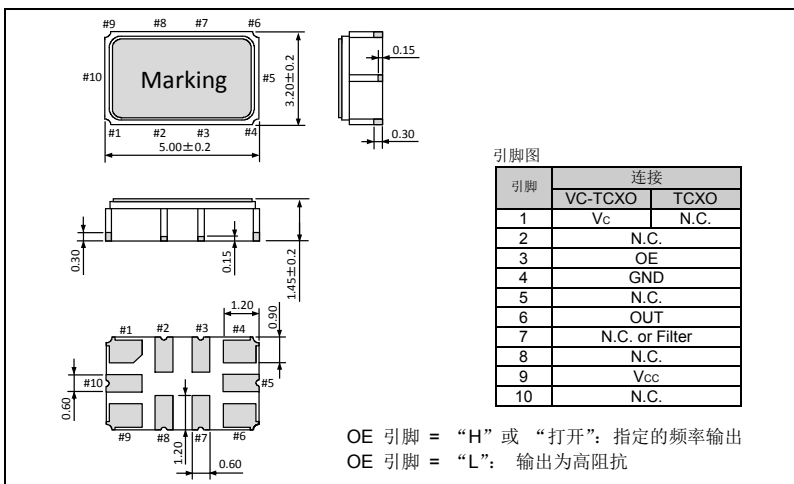 #9 #8 #7 #6
#10 Marking #5
#1 #2 #3 #4
5.00±0.2
3.20±0.2
0.15
0.30
0.30
0.15
1.45±0.2
1.20
0.90
#1 #2 #3 #4
#10 #5
#9 #8 #7 #6
0.60
1.20
0.60
引脚图
引脚 连接
VC-TCXO TCXO
1 Vc N.C.
2 N.C.
3 OE
4 GND
5 N.C.
6 OUT
7 N.C. or Filter
8 N.C.
9 Vcc
10 N.C.
OE 引脚 = “H” 或 “打开”：指定的频率输出
OE 引脚 = “L”： 输出为高阻抗